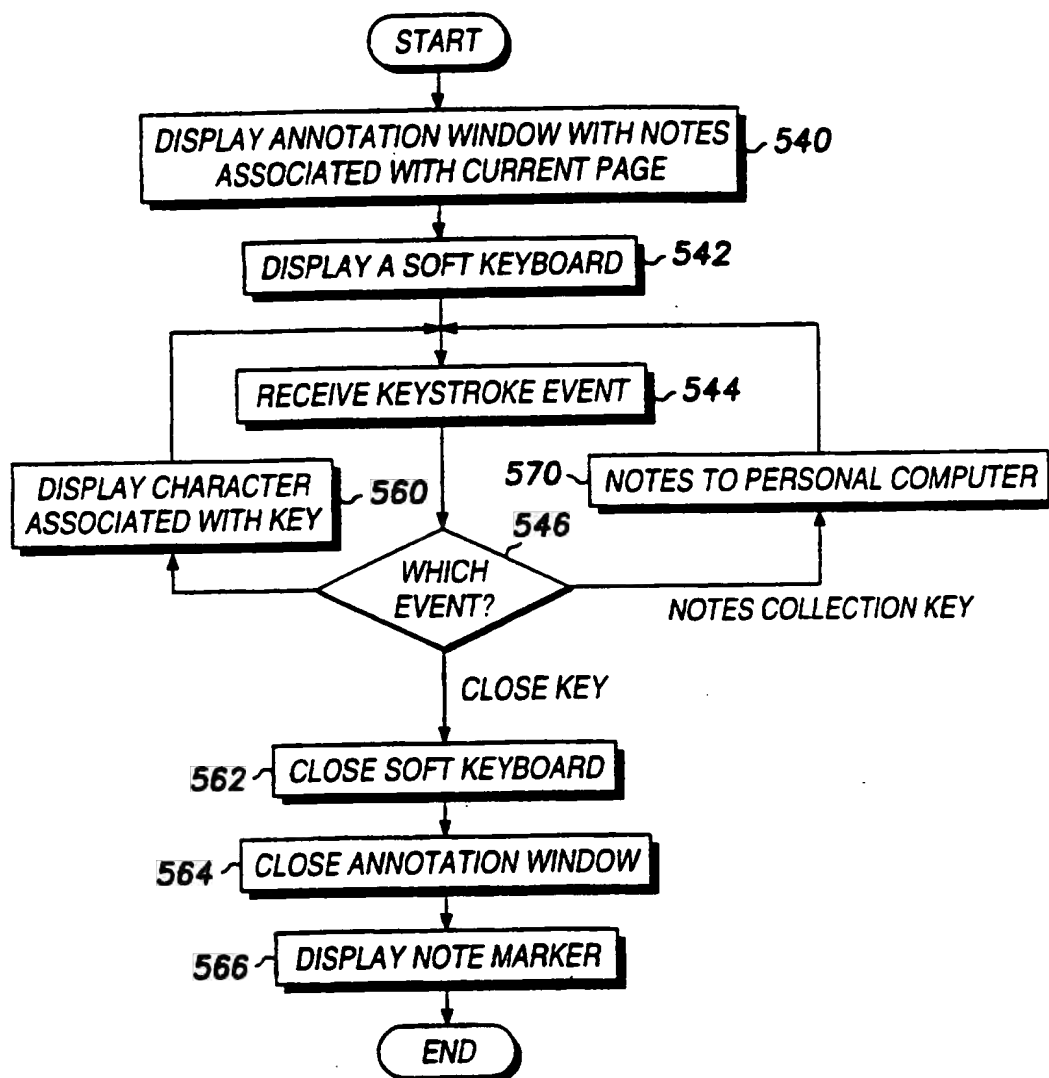 START
DISPLAY ANNOTATION WINDOW WITH NOTES
ASSOCIATED WITH CURRENT PAGE
540
DISPLAY A SOFT KEYBOARD
542
RECEIVE KEYSTROKE EVENT
544
DISPLAY CHARACTER
ASSOCIATED WITH KEY
560
570
NOTES TO PERSONAL COMPUTER
546
WHICH
EVENT?
NOTES COLLECTION KEY
CLOSE KEY
562
CLOSE SOFT KEYBOARD
564
CLOSE ANNOTATION WINDOW
566
DISPLAY NOTE MARKER
END